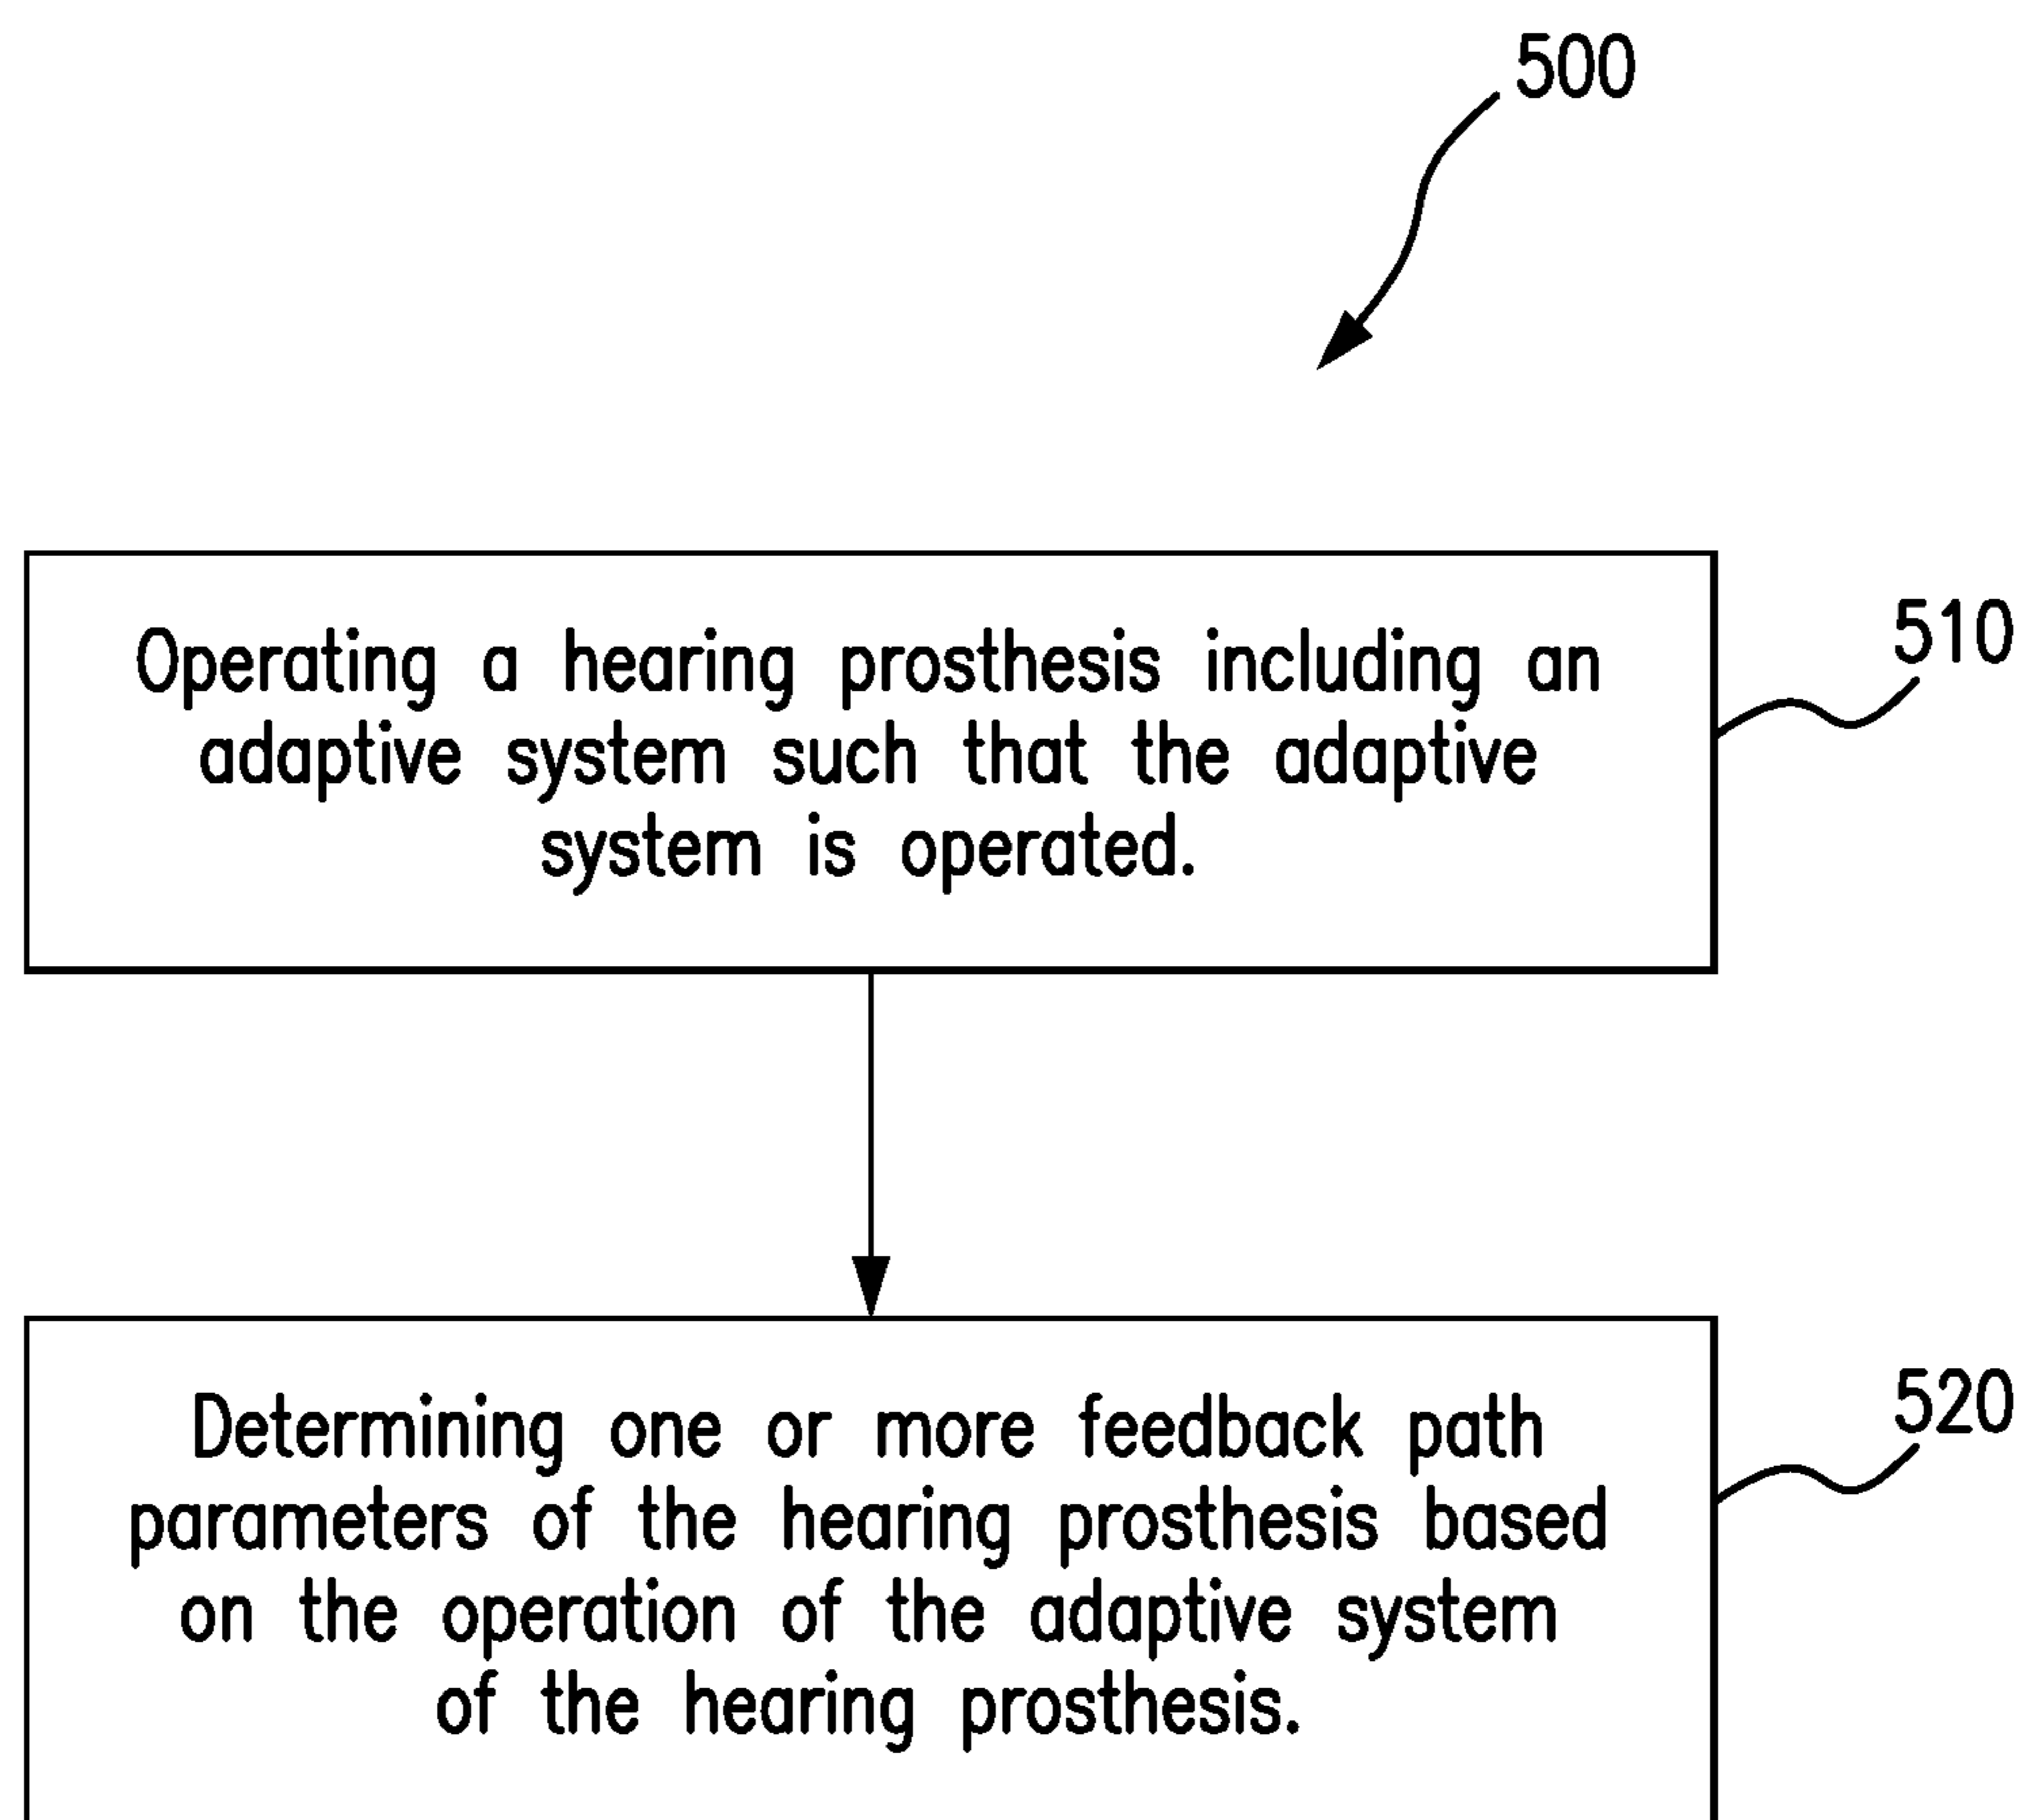 500
Operating a hearing prosthesis including an
adaptive system such that the adaptive
system is operated.
510
Determining one or more feedback path
parameters of the hearing prosthesis based
on the operation of the adaptive system
of the hearing prosthesis.
520